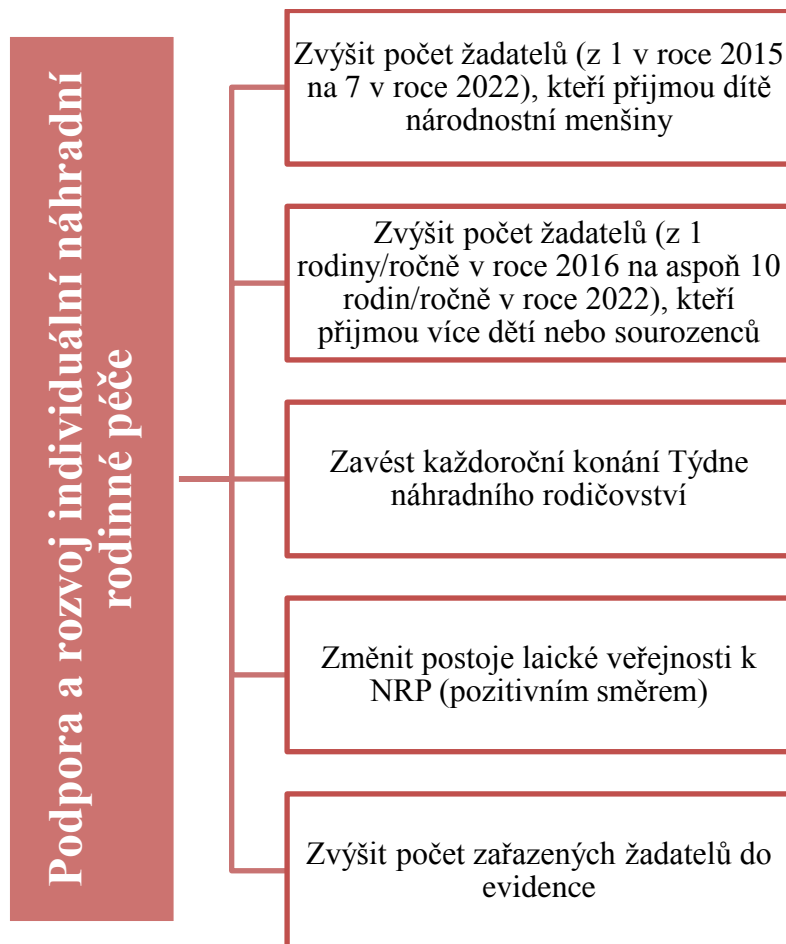 Podpora a rozvoj individuální náhradní
rodinné péče
Zvýšit počet žadatelů (z 1 v roce 2015
na 7 v roce 2022), kteří přijmou dítě
národnostní menšiny
Zvýšit počet žadatelů (z 1
rodiny/ročně v roce 2016 na aspoň 10
rodin/ročně v roce 2022), kteří
přijmou více dětí nebo sourozenců
Zavést každoroční konání Týdne
náhradního rodičovství
Změnit postoje laické veřejnosti k
NRP (pozitivním směrem)
Zvýšit počet zařazených žadatelů do
evidence